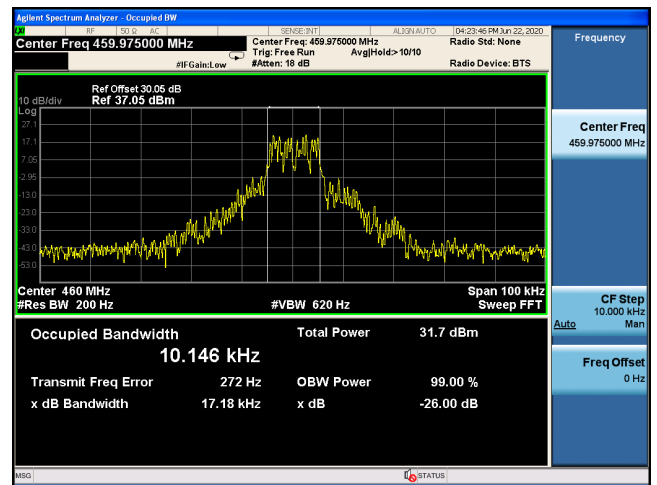 Agilent Spectrum Analyzer - Occupied BW
RF 50 Ω AC SENSE:INT ALIGN AUTO 04:23:46 PM Jun 22, 2020
Center Freq 459.975000 MHz
Center Freq: 459.975000 MHz Radio Std: None
Trig: Free Run Avg|Hold:> 10/10
#IFGain:Low #Atten: 18 dB Radio Device: BTS
Ref Offset 30.05 dB
10 dB/div Ref 37.05 dBm
Log
27.1
17.1
7.05
-2.95
-13.0
-23.0
-33.0
-43.0
-53.0
Center 460 MHz Span 100 kHz
#Res BW 200 Hz #VBW 620 Hz Sweep FFT
Occupied Bandwidth Total Power 31.7 dBm
10.146 kHz
Transmit Freq Error 272 Hz OBW Power 99.00 %
x dB Bandwidth 17.18 kHz x dB -26.00 dB
MSG STATUS
Frequency
Center Freq
459.975000 MHz
CF Step
10.000 kHz
Auto Man
Freq Offset
0 Hz